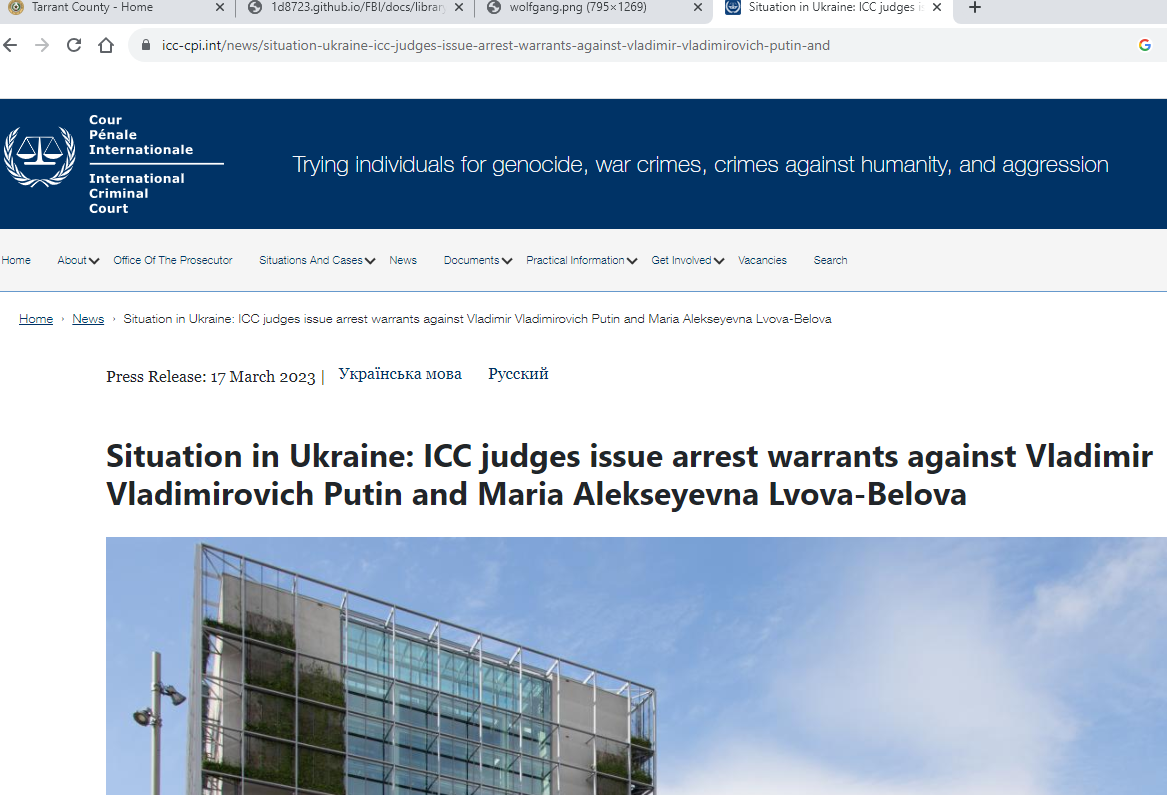 Tarrant County - Home
1d8723.github.io/FBI/docs/library
wolfgang.png (795×1269)
Situation in Ukraine: ICC judges is
icc-cpi.int/news/situation-ukraine-icc-judges-issue-arrest-warrants-against-vladimir-vladimirovich-putin-and
Cour
Pénale
Internationale
International
Criminal
Court
Trying individuals for genocide, war crimes, crimes against humanity, and aggression
Home About Office Of The Prosecutor Situations And Cases News Documents Practical Information Get Involved Vacancies Search
Home › News › Situation in Ukraine: ICC judges issue arrest warrants against Vladimir Vladimirovich Putin and Maria Alekseyevna Lvova-Belova
Press Release: 17 March 2023 | Українська мова Русский
Situation in Ukraine: ICC judges issue arrest warrants against Vladimir
Vladimirovich Putin and Maria Alekseyevna Lvova-Belova